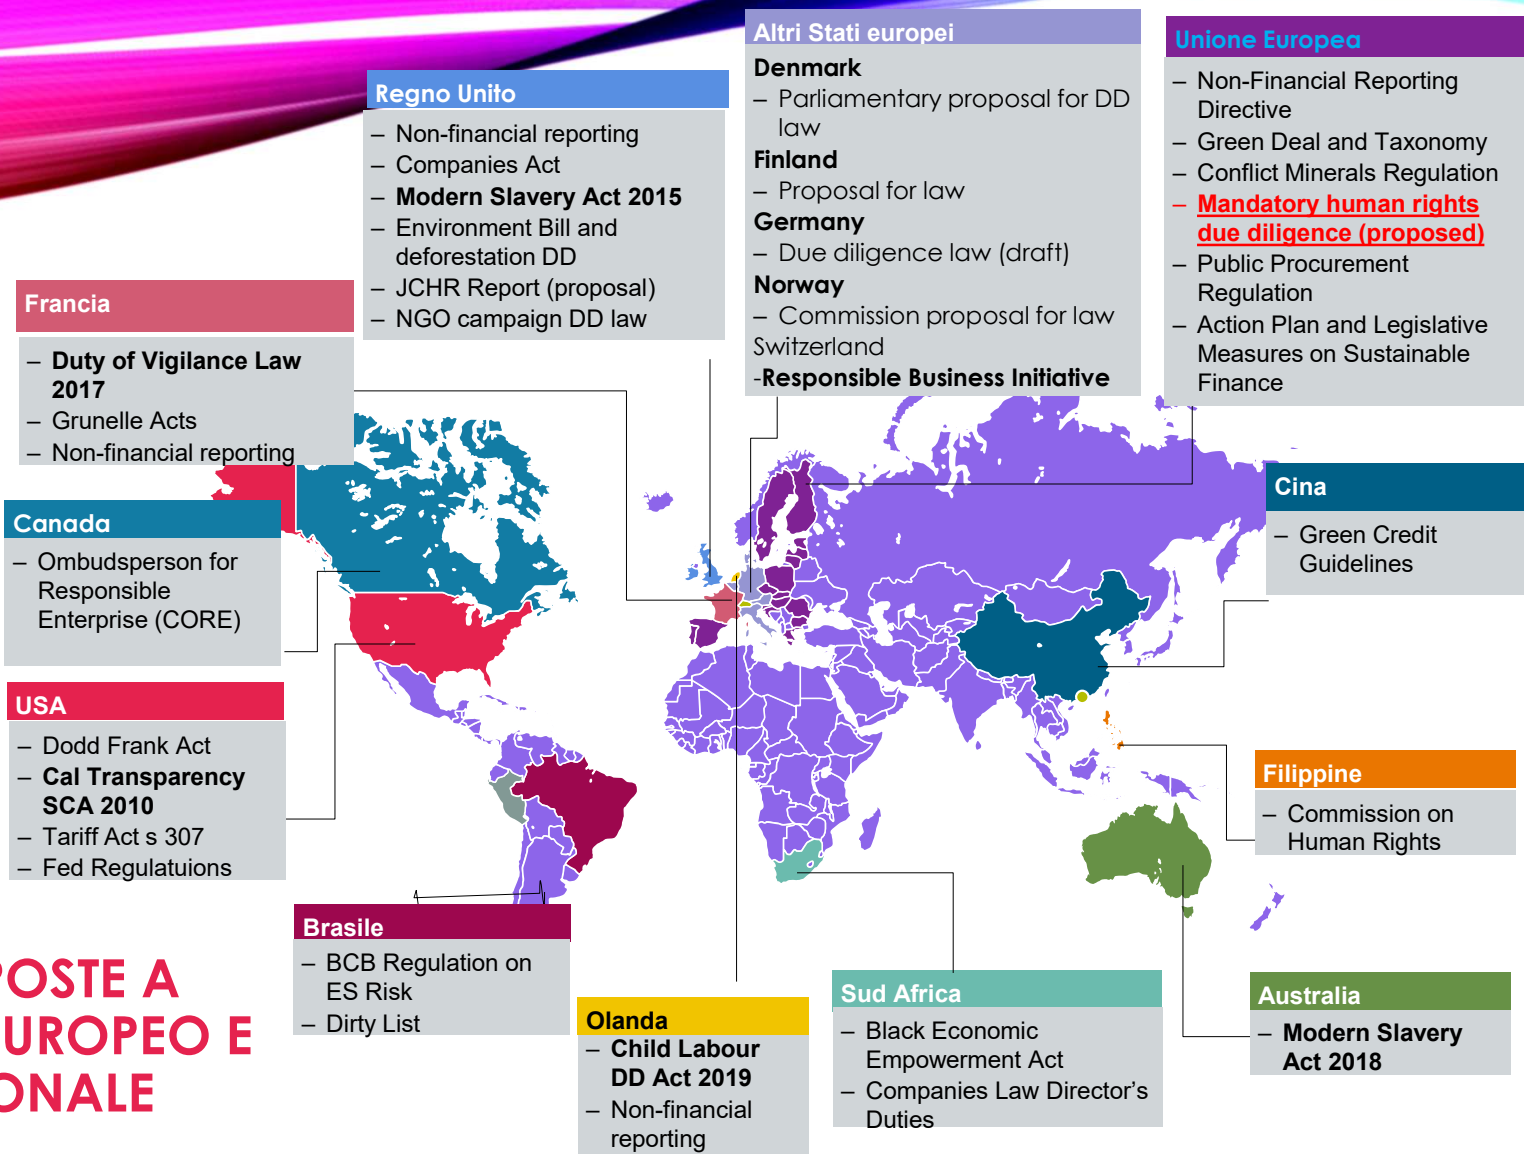 Altri Stati europei
Denmark
– Parliamentary proposal for DD
law
Finland
– Proposal for law
Germany
– Due diligence law (draft)
Norway
– Commission proposal for law
Switzerland
-Responsible Business Initiative
Unione Europea
– Non-Financial Reporting
Directive
– Green Deal and Taxonomy
– Conflict Minerals Regulation
– Mandatory human rights
due diligence (proposed)
– Public Procurement
Regulation
– Action Plan and Legislative
Measures on Sustainable
Finance
Regno Unito
– Non-financial reporting
– Companies Act
– Modern Slavery Act 2015
– Environment Bill and
deforestation DD
– JCHR Report (proposal)
– NGO campaign DD law
Francia
– Duty of Vigilance Law
2017
– Grunelle Acts
– Non-financial reporting
Canada
– Ombudsperson for
Responsible
Enterprise (CORE)
Cina
– Green Credit
Guidelines
USA
– Dodd Frank Act
– Cal Transparency
SCA 2010
– Tariff Act s 307
– Fed Regulatuions
Filippine
– Commission on
Human Rights
Brasile
– BCB Regulation on
ES Risk
– Dirty List
Olanda
– Child Labour
DD Act 2019
– Non-financial
reporting
Sud Africa
– Black Economic
Empowerment Act
– Companies Law Director's
Duties
Australia
– Modern Slavery
Act 2018
POSTE A
UROPEO E
ONALE